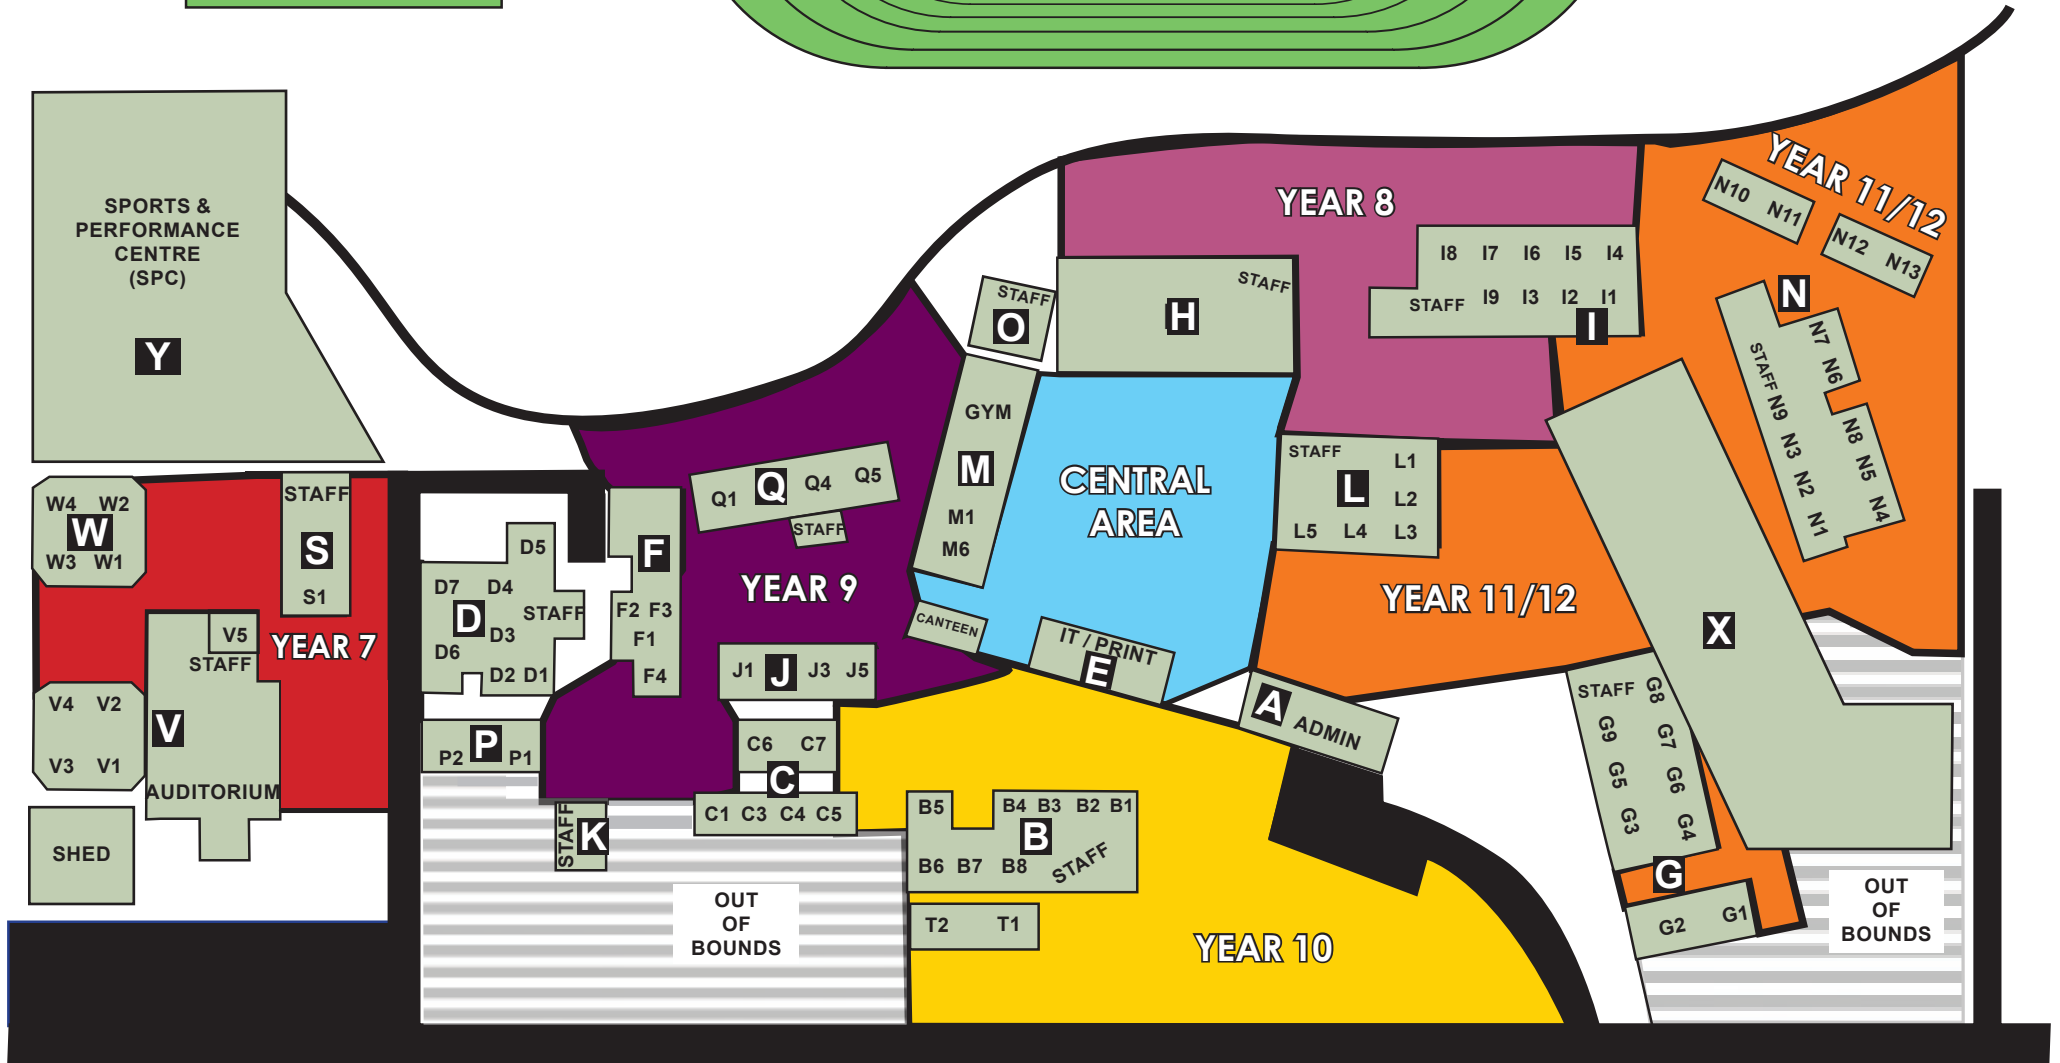 SPORTS &
PERFORMANCE
CENTRE
(SPC)
Y
YEAR 8
YEAR 11/12
N10 N11
N12 N13
N
N7
N6
STAFF N9 N3 N2 N1
N8 N5 N4
I8 I7 I6 I5 I4
STAFF I9 I3 I2 I1
I
STAFF
H
STAFF
O
GYM
M
M1
M6
CENTRAL
AREA
STAFF
L1
L
L2
L5 L4 L3
YEAR 11/12
X
Q1 Q Q4 Q5
STAFF
YEAR 9
F
F2 F3
F1
F4
W4 W2
W
W3 W1
STAFF
S
S1
YEAR 7
V5
STAFF
V4 V2
V
V3 V1
AUDITORIUM
SHED
D5
D7 D4
D
STAFF
D3
D6
D2 D1
P2 P P1
J1 J J3 J5
CANTEEN
IT / PRINT
E
A
ADMIN
C6 C7
C
C1 C3 C4 C5
STAFF
K
OUT
OF
BOUNDS
B5 B4 B3 B2 B1
B
B6 B7 B8 STAFF
T2 T1
YEAR 10
STAFF G8
G9 G7
G5 G6
G3 G4
G
G2 G1
OUT
OF
BOUNDS